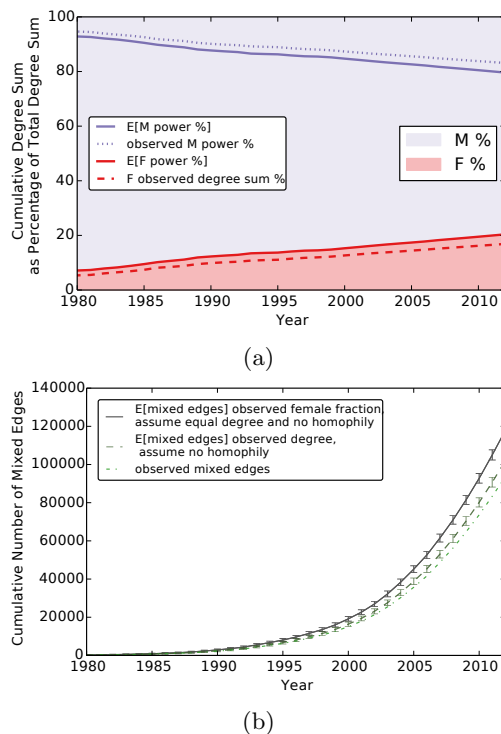 100
80
60
40
20
0
Cumulative Degree Sum
as Percentage of Total Degree Sum
E[M power %]
observed M power %
E[F power %]
F observed degree sum %
M %
F %
1980 1985 1990 1995 2000 2005 2010
Year
(a)
140000
120000
100000
80000
60000
40000
20000
0
Cumulative Number of Mixed Edges
E[mixed edges] observed female fraction,
assume equal degree and no homophily
E[mixed edges] observed degree,
assume no homophily
observed mixed edges
1980 1985 1990 1995 2000 2005 2010
Year
(b)